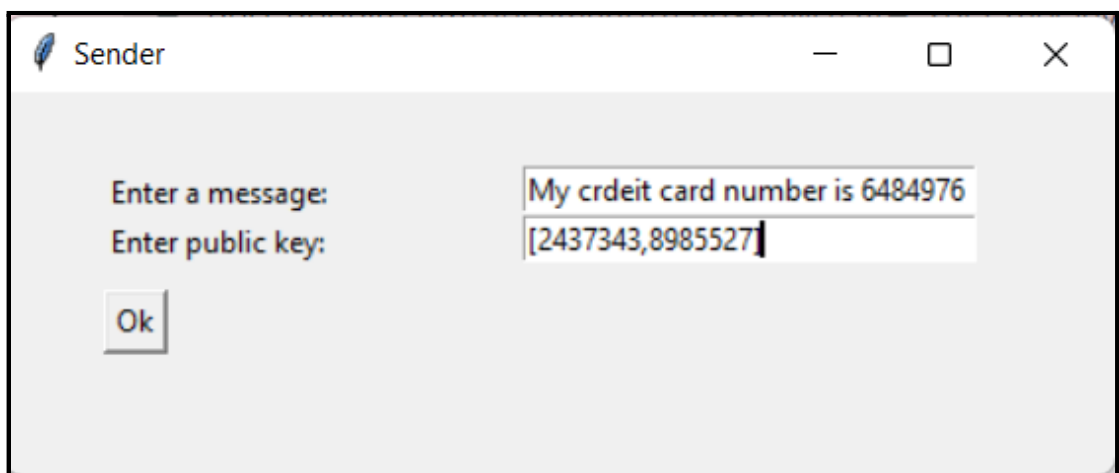 Sender
Enter a message: My crdeit card number is 6484976
Enter public key: [2437343,8985527]
Ok